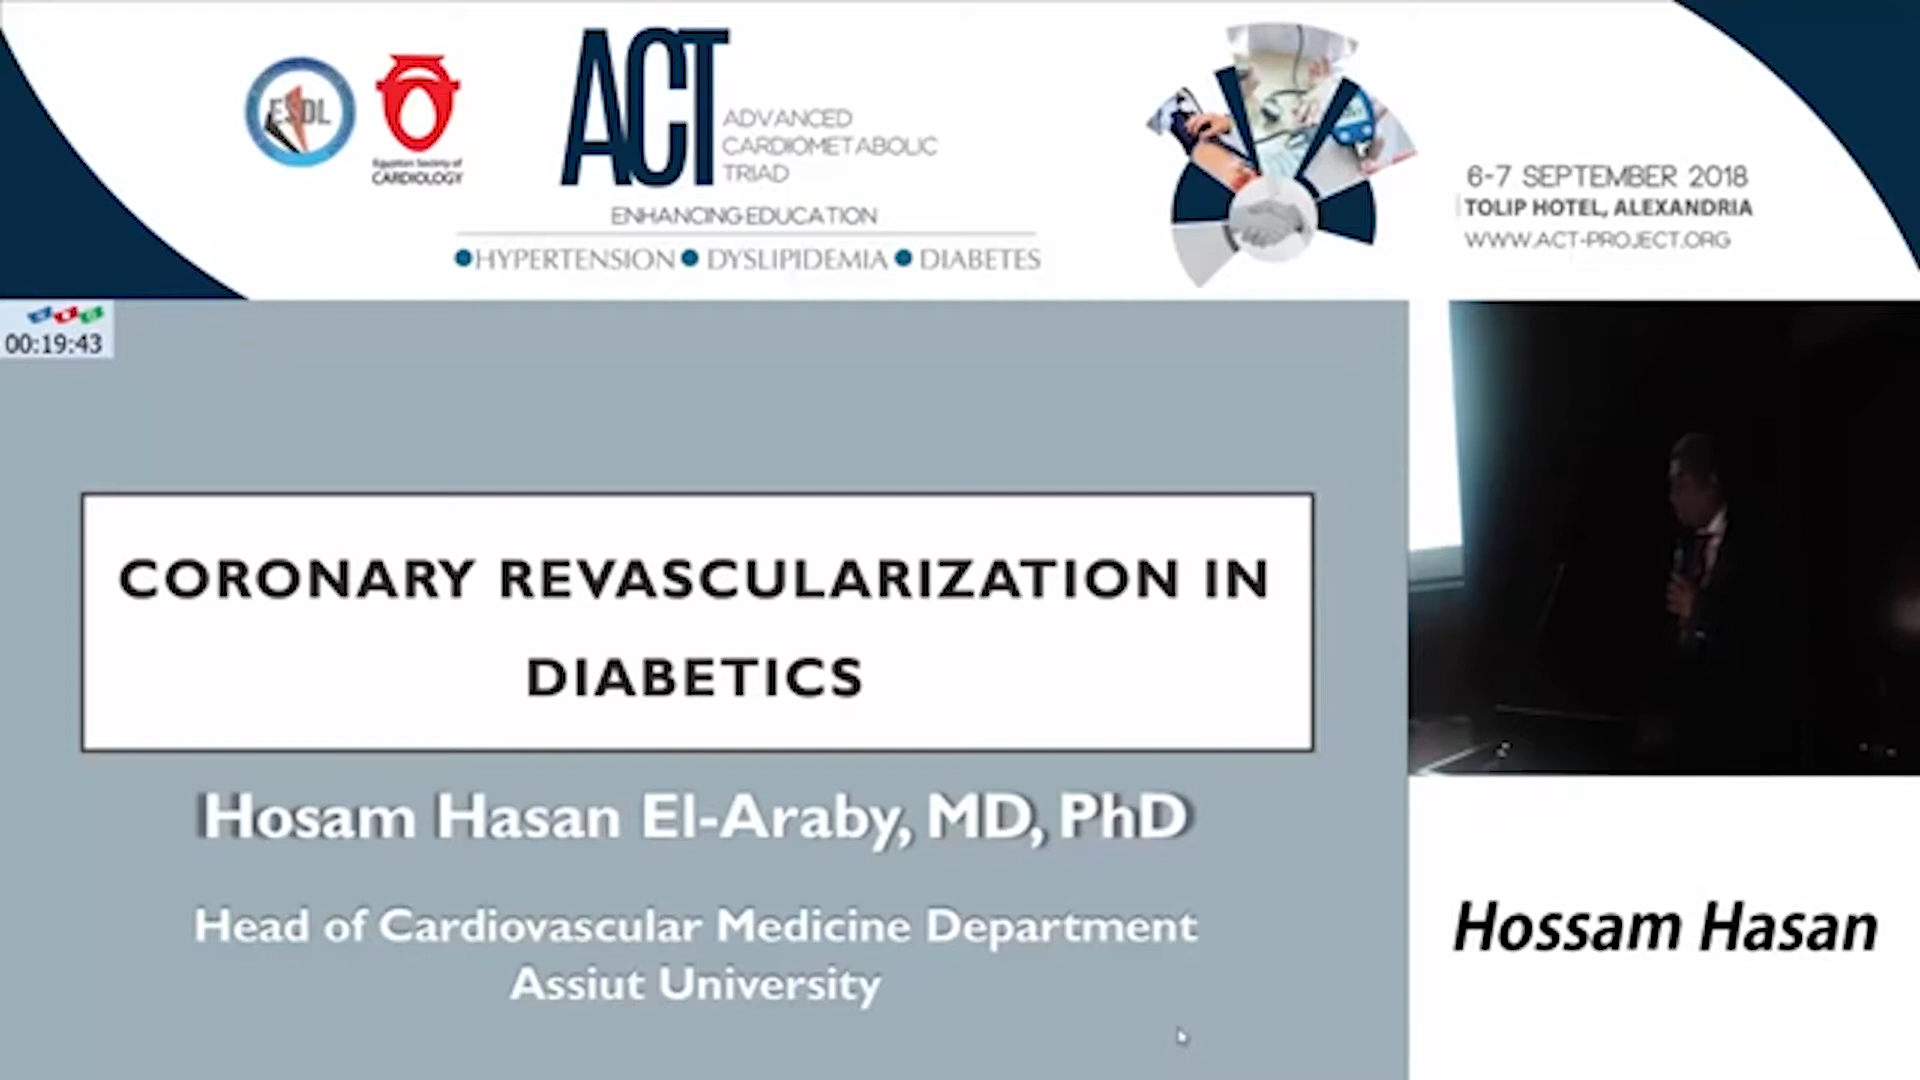 ESDL
Egyptian Society of
CARDIOLOGY
ACT
ADVANCED
CARDIOMETABOLIC
TRIAD
ENHANCING EDUCATION
HYPERTENSION DYSLIPIDEMIA DIABETES
6-7 SEPTEMBER 2018
TOLIP HOTEL, ALEXANDRIA
WWW.ACT-PROJECT.ORG
00:19:43
CORONARY REVASCULARIZATION IN
DIABETICS
Hosam Hasan El-Araby, MD, PhD
Head of Cardiovascular Medicine Department
Assiut University
Hossam Hasan